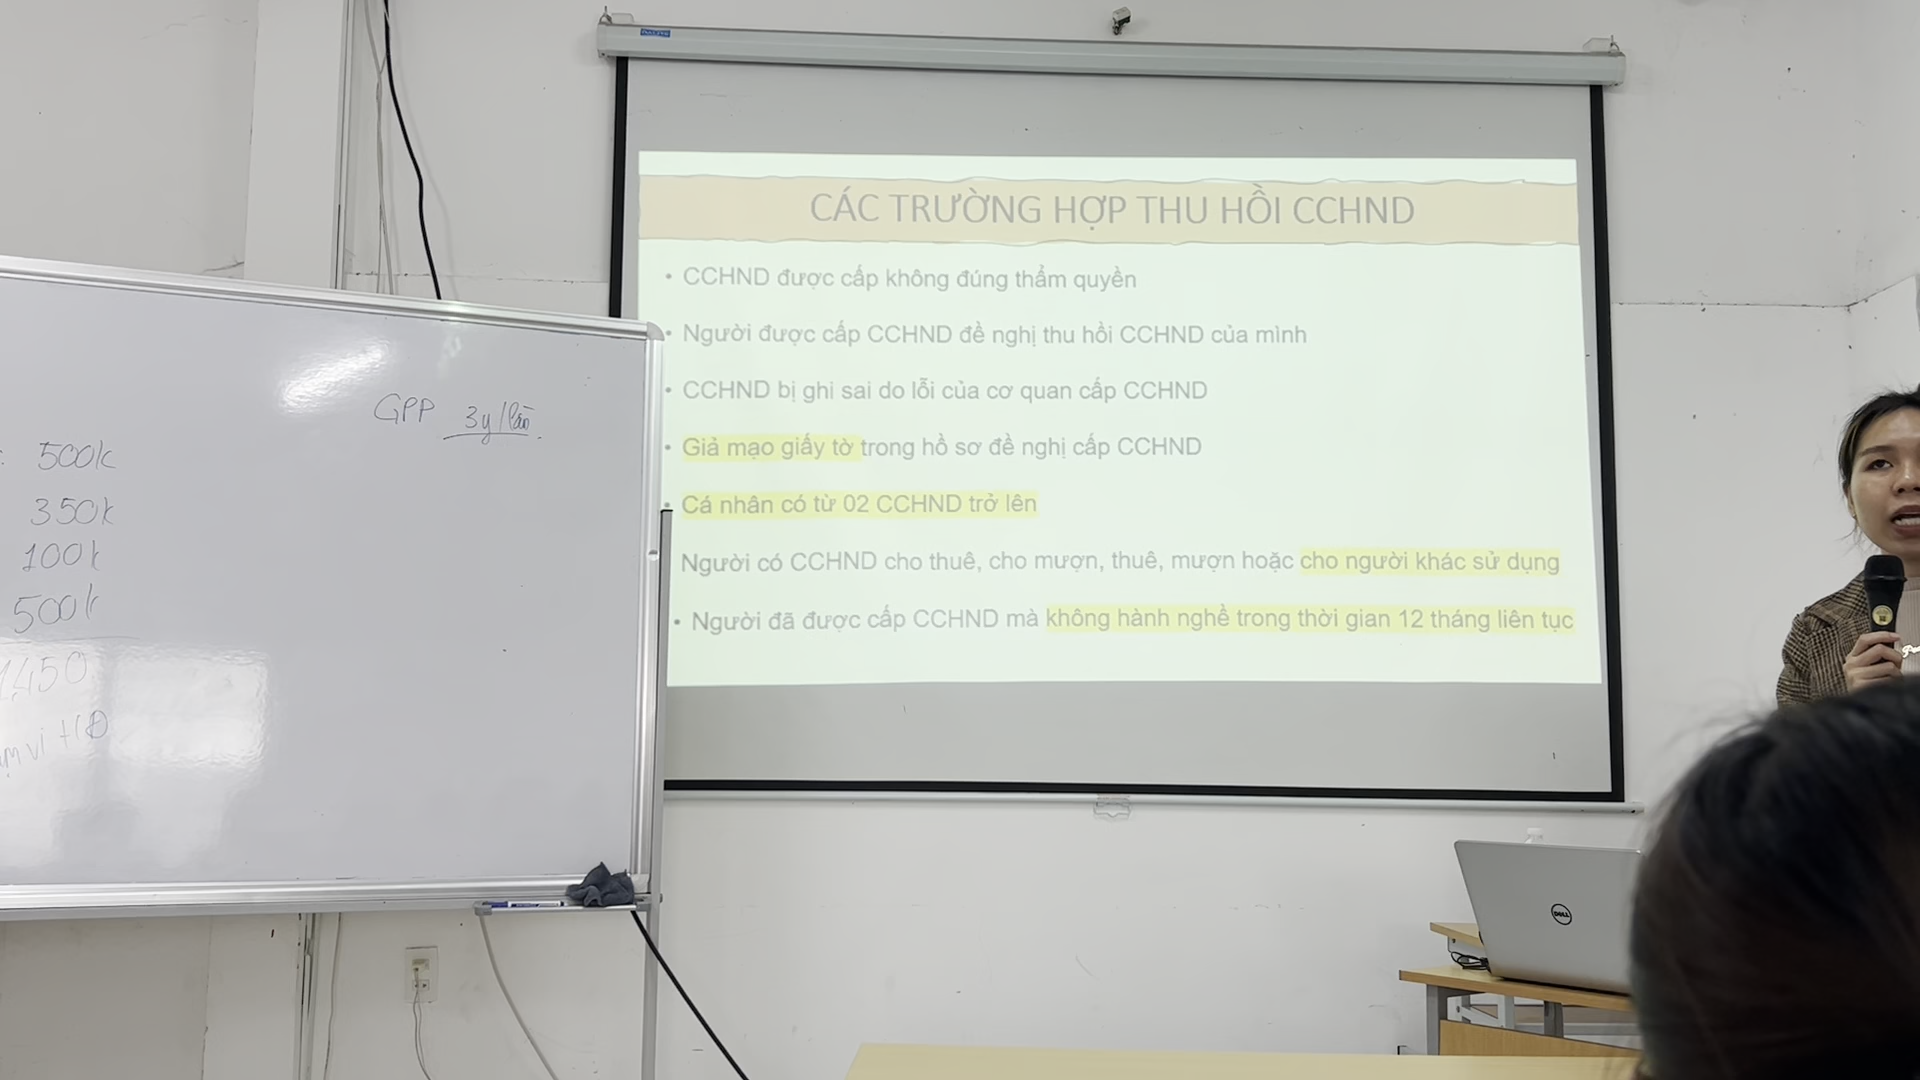 CÁC TRƯỜNG HỢP THU HỒI CCHND
• CCHND được cấp không đúng thẩm quyền
• Người được cấp CCHND đề nghị thu hồi CCHND của mình
• CCHND bị ghi sai do lỗi của cơ quan cấp CCHND
• Giả mạo giấy tờ trong hồ sơ đề nghị cấp CCHND
• Cá nhân có từ 02 CCHND trở lên
Người có CCHND cho thuê, cho mượn, thuê, mượn hoặc cho người khác sử dụng
• Người đã được cấp CCHND mà không hành nghề trong thời gian 12 tháng liên tục
GPP 3y/lần
500k
350k
100k
500k
1,450
DELL